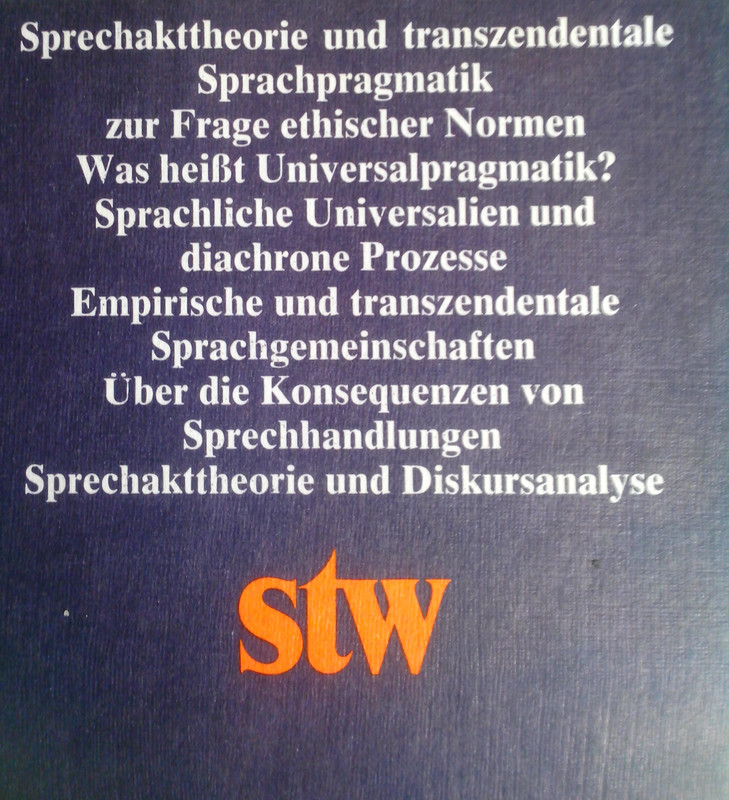 Sprechakttheorie und transzendentale
Sprachpragmatik
zur Frage ethischer Normen
Was heißt Universalpragmatik?
Sprachliche Universalien und
diachrone Prozesse
Empirische und transzendentale
Sprachgemeinschaften
Über die Konsequenzen von
Sprechhandlungen
Sprechakttheorie und Diskursanalyse
stw